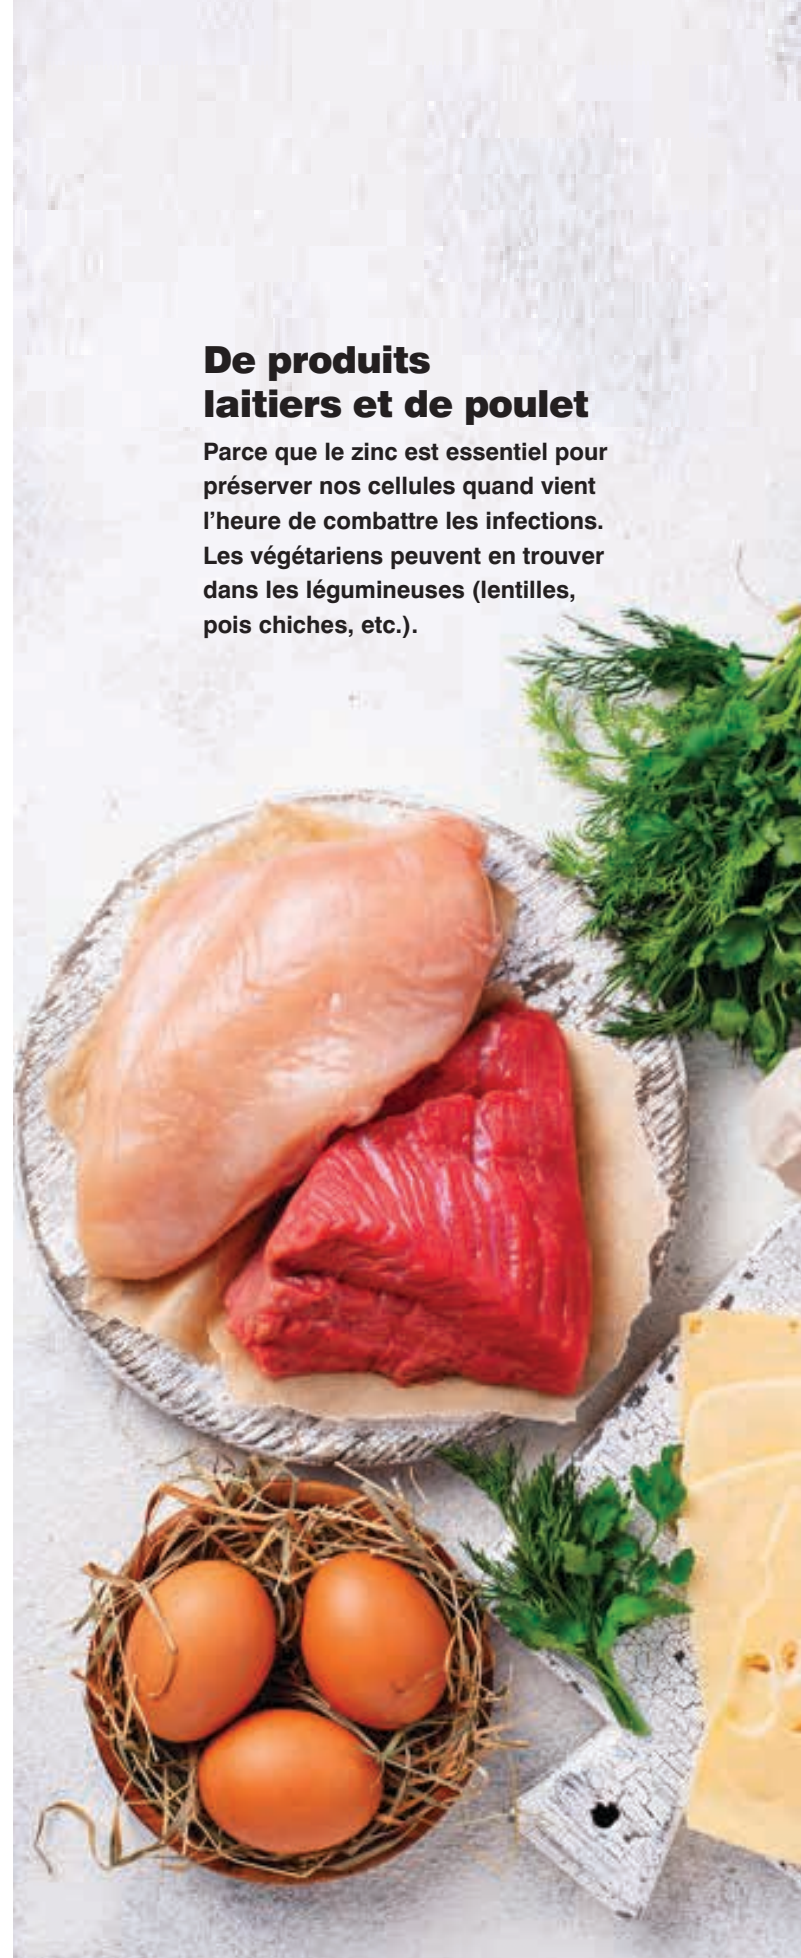 De produits
laitiers et de poulet
Parce que le zinc est essentiel pour
préserver nos cellules quand vient
l’heure de combattre les infections.
Les végétariens peuvent en trouver
dans les légumineuses (lentilles,
pois chiches, etc.).